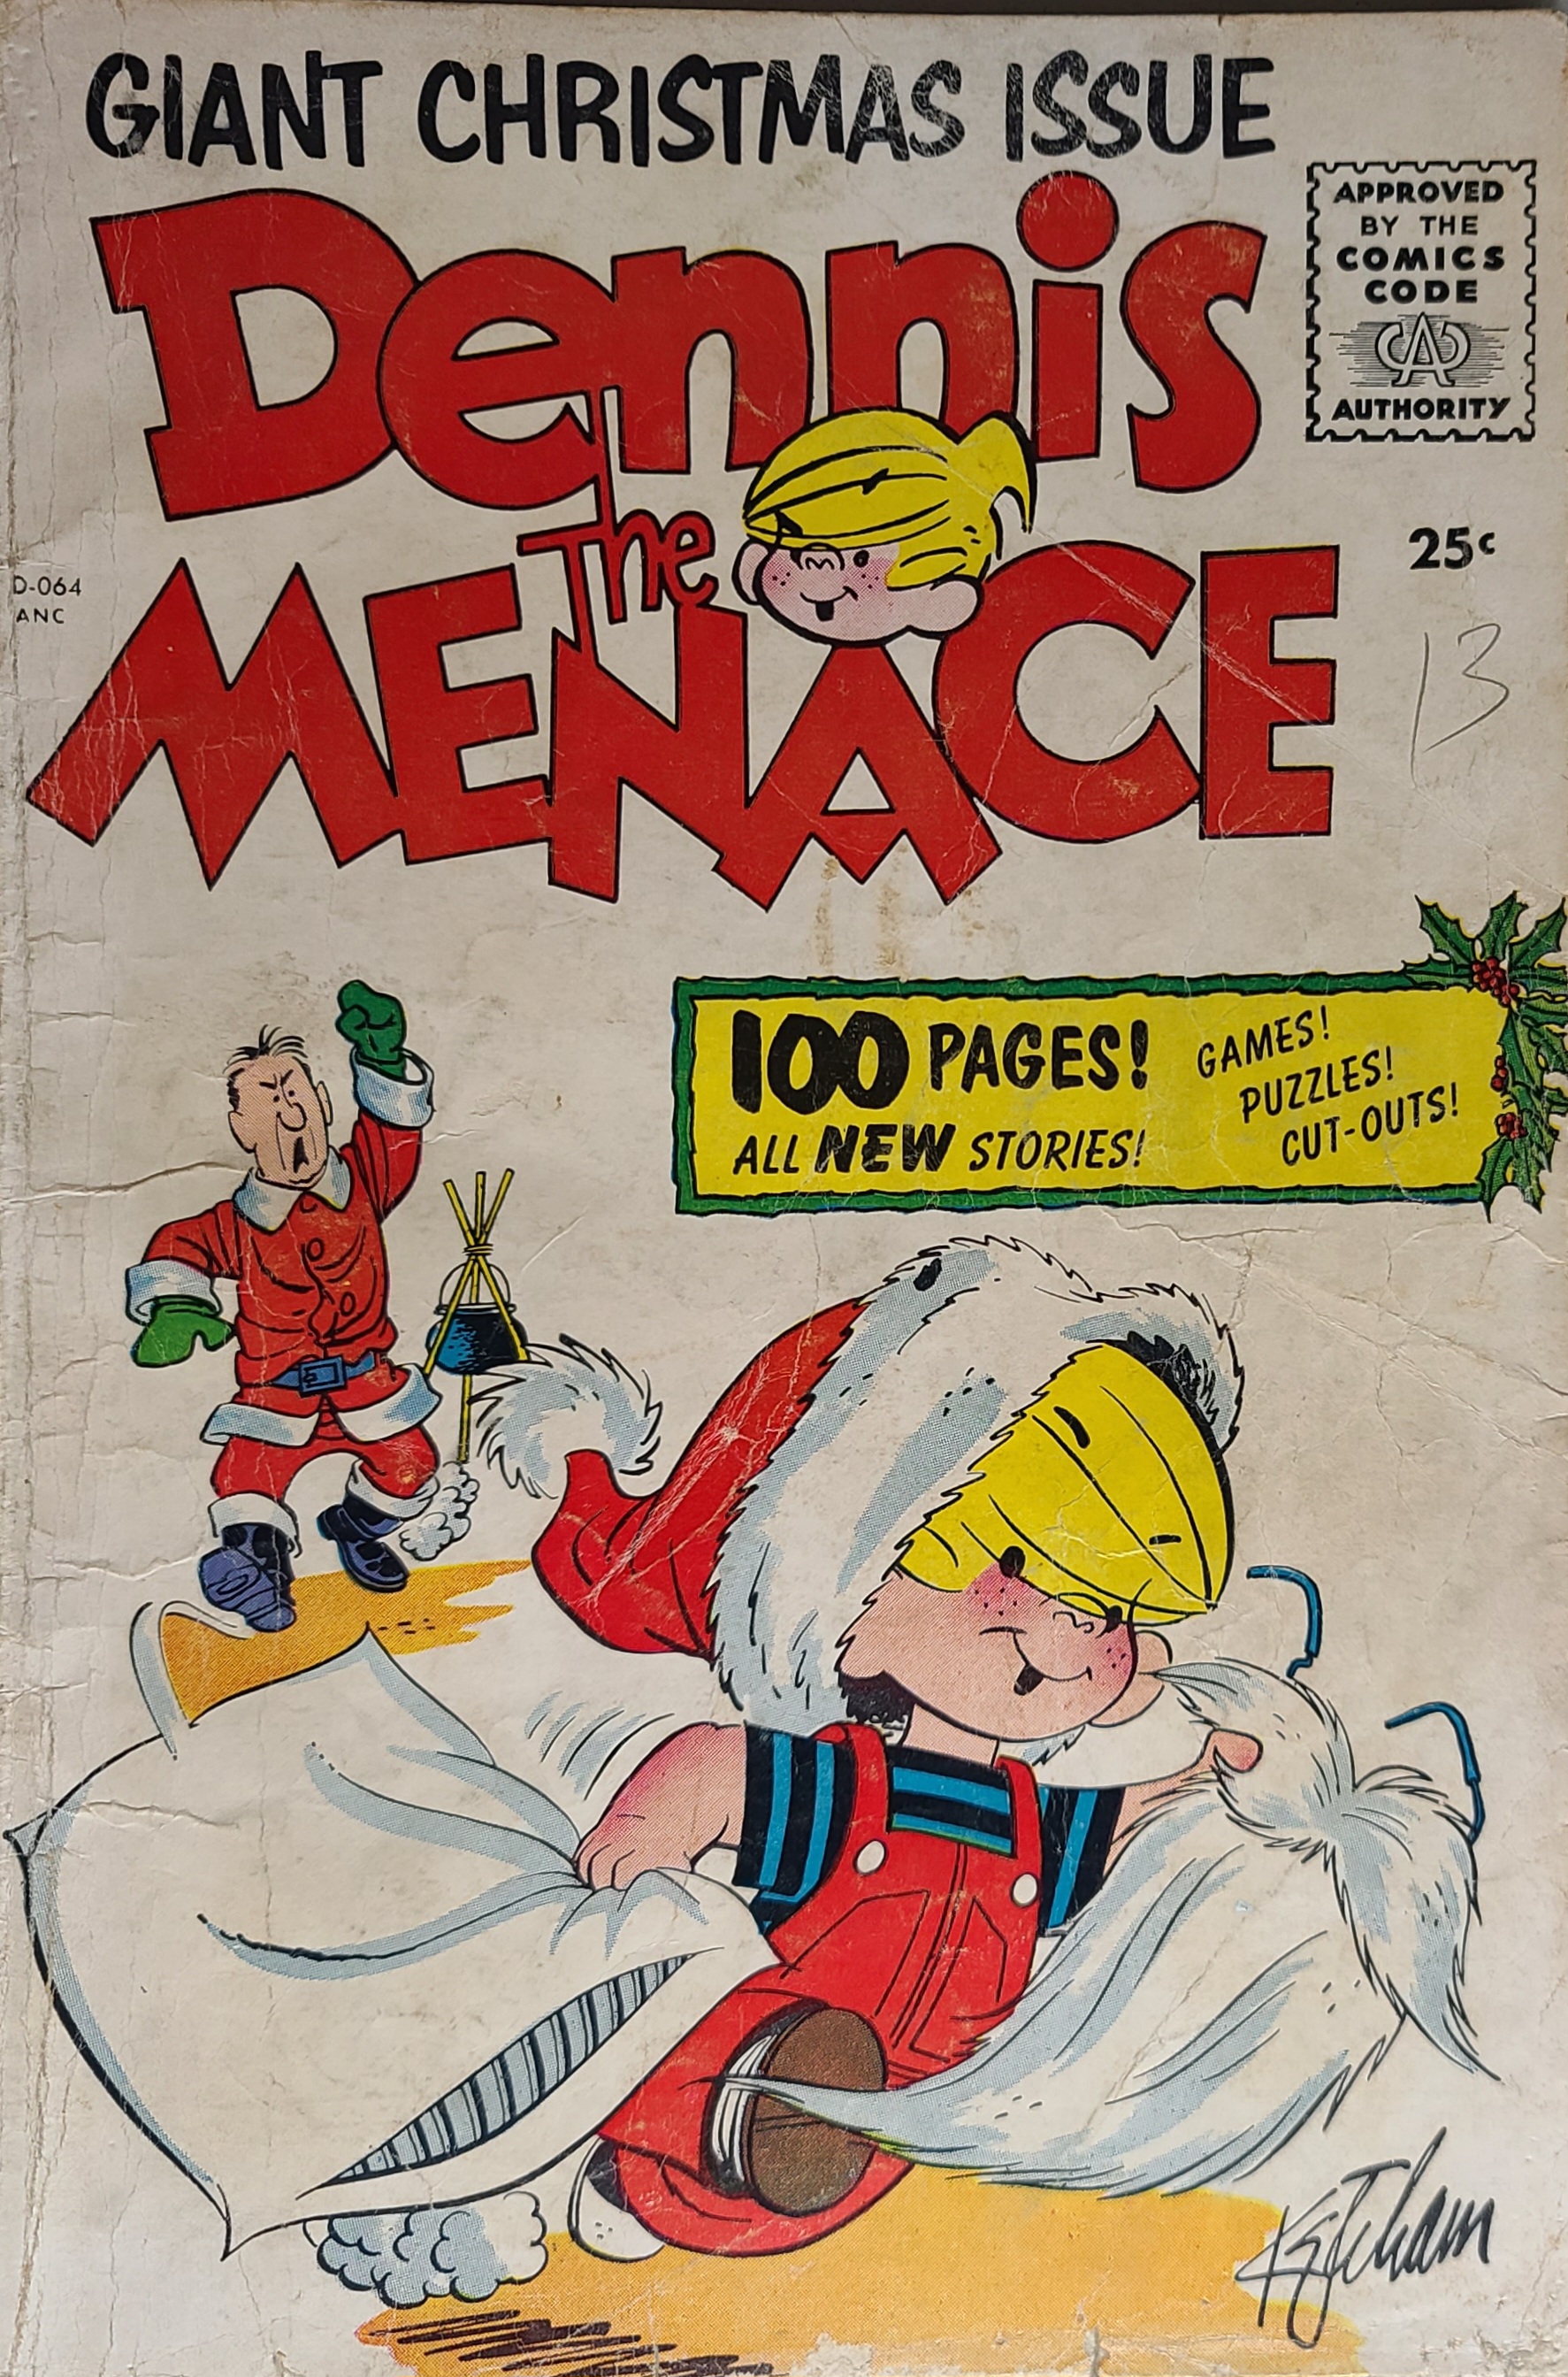 GIANT CHRISTMAS ISSUE
Dennis
The
MENACE
APPROVED
BY THE
COMICS
CODE
CA
AUTHORITY
25¢
D-064
ANC
13
100 PAGES!
ALL NEW STORIES!
GAMES!
PUZZLES!
CUT-OUTS!
Ketcham